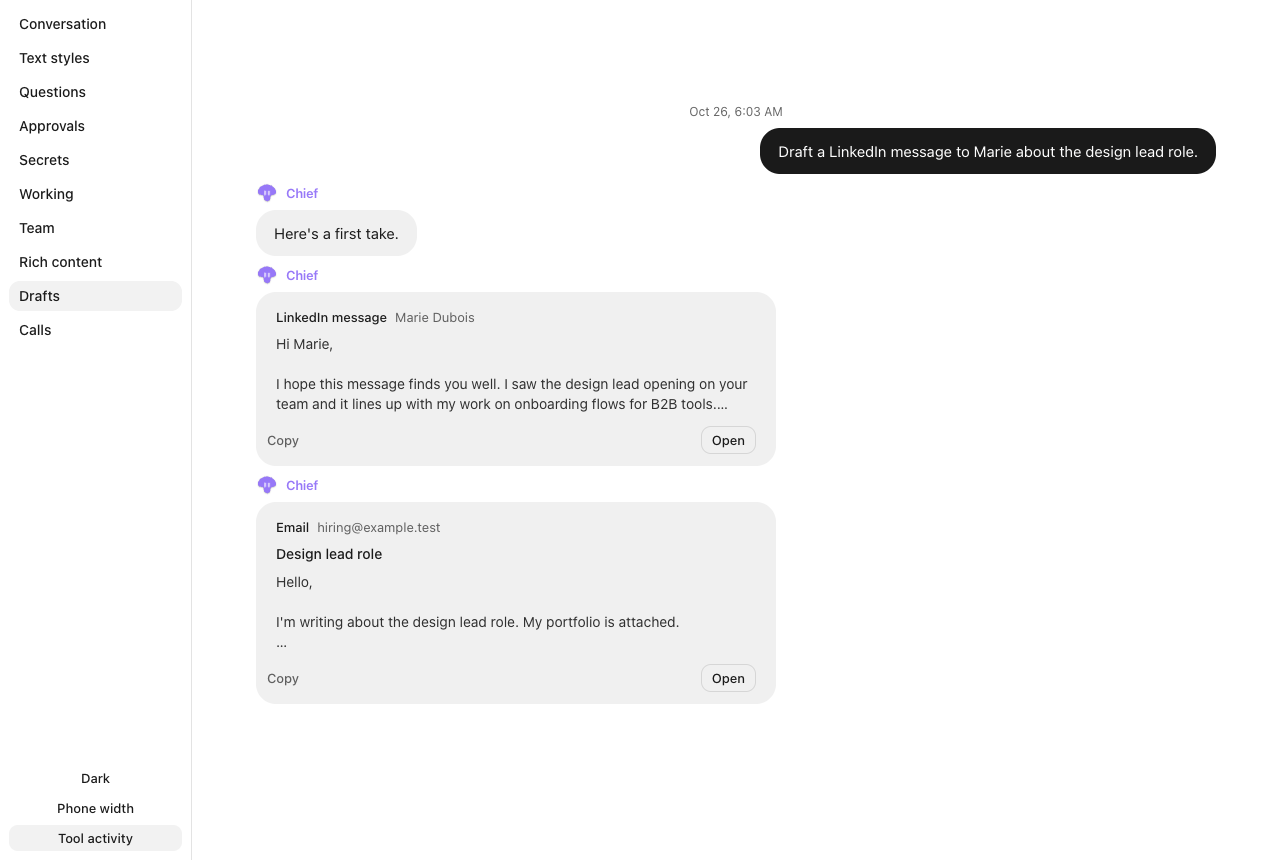 Conversation
Text styles
Questions
Approvals
Secrets
Working
Team
Rich content
Drafts
Calls
Dark
Phone width
Tool activity
Oct 26, 6:03 AM
Draft a LinkedIn message to Marie about the design lead role.
Chief
Here's a first take.
Chief
LinkedIn message Marie Dubois
Hi Marie,
I hope this message finds you well. I saw the design lead opening on your
team and it lines up with my work on onboarding flows for B2B tools.…
Copy Open
Chief
Email hiring@example.test
Design lead role
Hello,
I'm writing about the design lead role. My portfolio is attached.
…
Copy Open